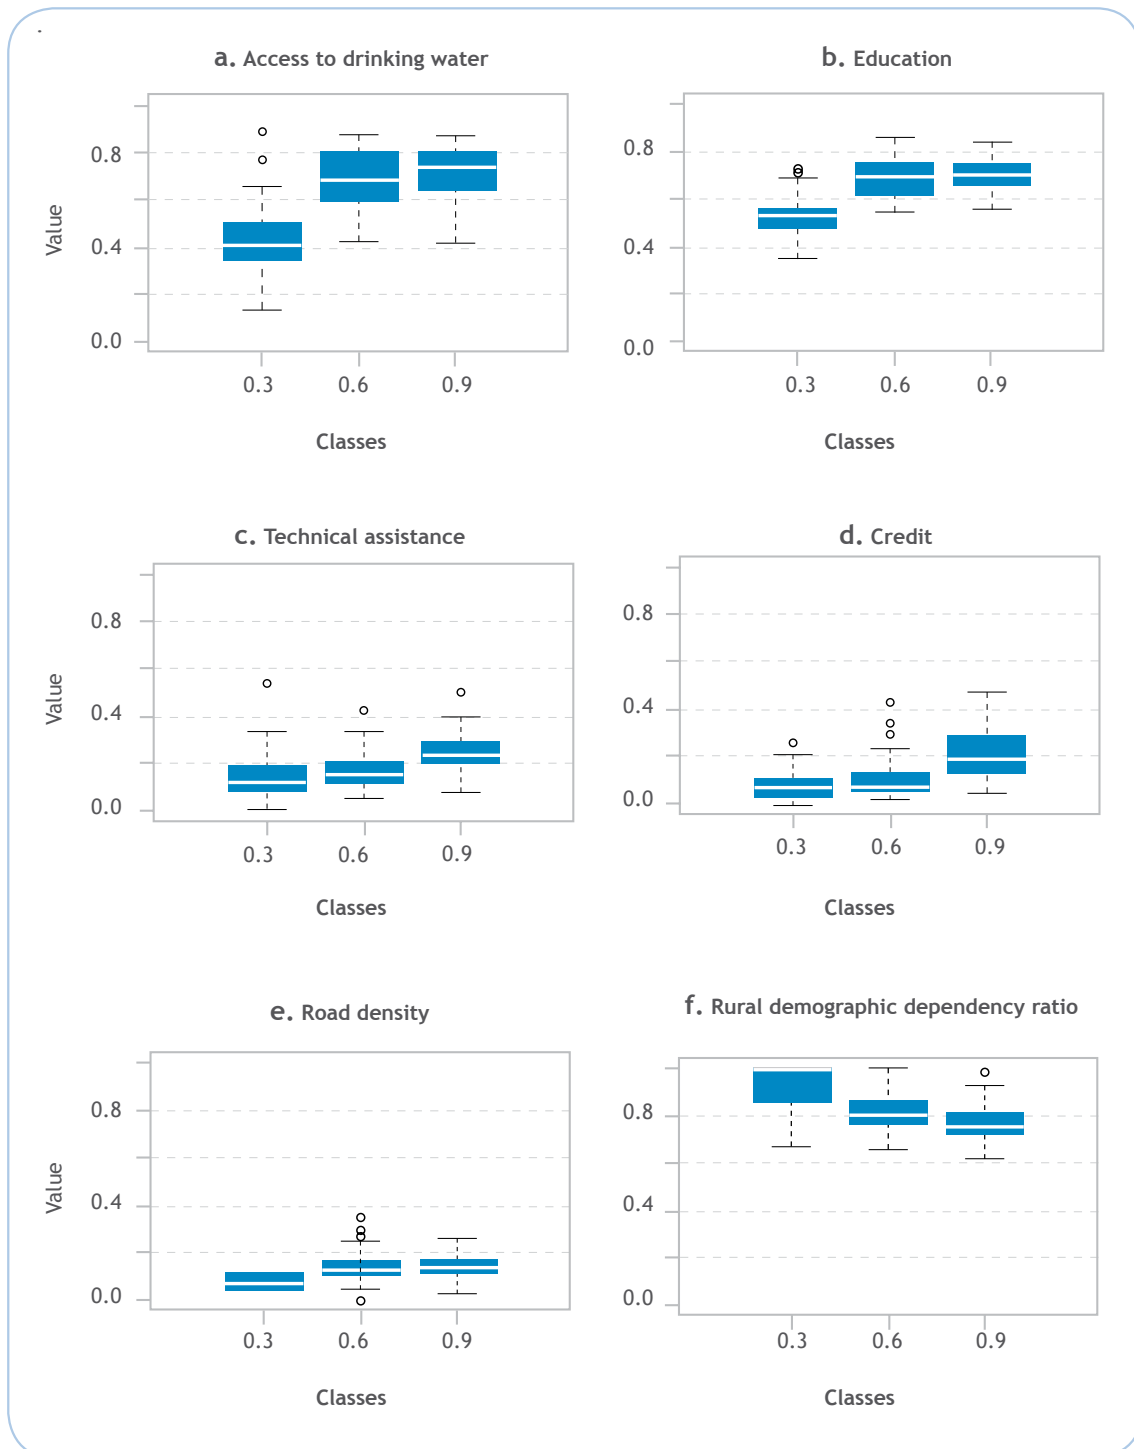 a. Access to drinking water
Value
0.8
0.4
0.0
0.3 0.6 0.9
Classes
b. Education
0.8
0.4
0.0
0.3 0.6 0.9
Classes
c. Technical assistance
Value
0.8
0.4
0.0
0.3 0.6 0.9
Classes
d. Credit
0.8
0.4
0.0
0.3 0.6 0.9
Classes
e. Road density
Value
0.8
0.4
0.0
0.3 0.6 0.9
Classes
f. Rural demographic dependency ratio
0.8
0.4
0.0
0.3 0.6 0.9
Classes